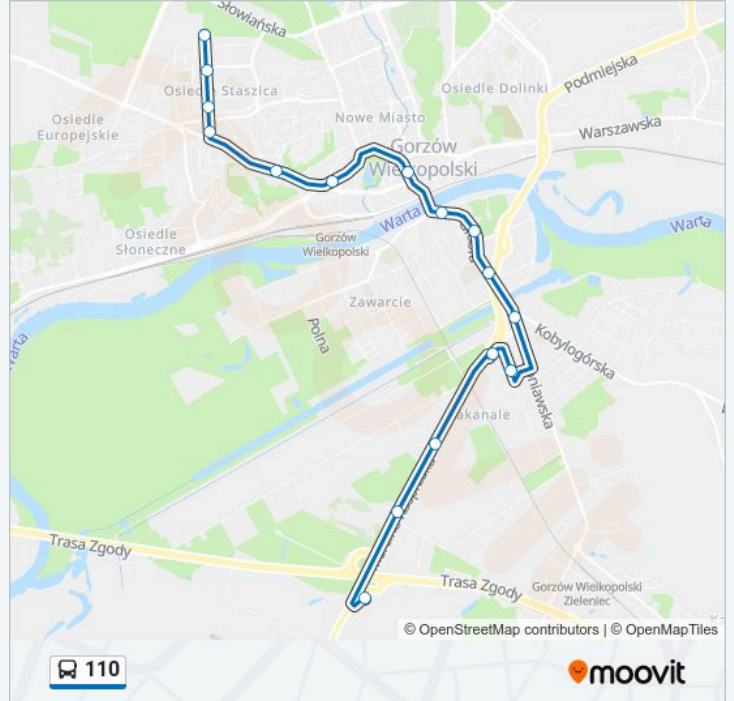 Słowiańska
Podmiejska
Osiedle Dolinki
Osiedle Staszica
Osiedle
Europejskie
Nowe Miasto
Warszawska
Gorzów
Wielkopolski
Warta
Warta
Osiedle
Słoneczne
Gorzów
Wielkopolski
Zawarcie
Polna
Warta
Kobylogórska
Trasa Zgody
Trasa Zgody
Gorzów Wielkopolski
Zieleniec
© OpenStreetMap contributors | © OpenMapTiles
110
moovit